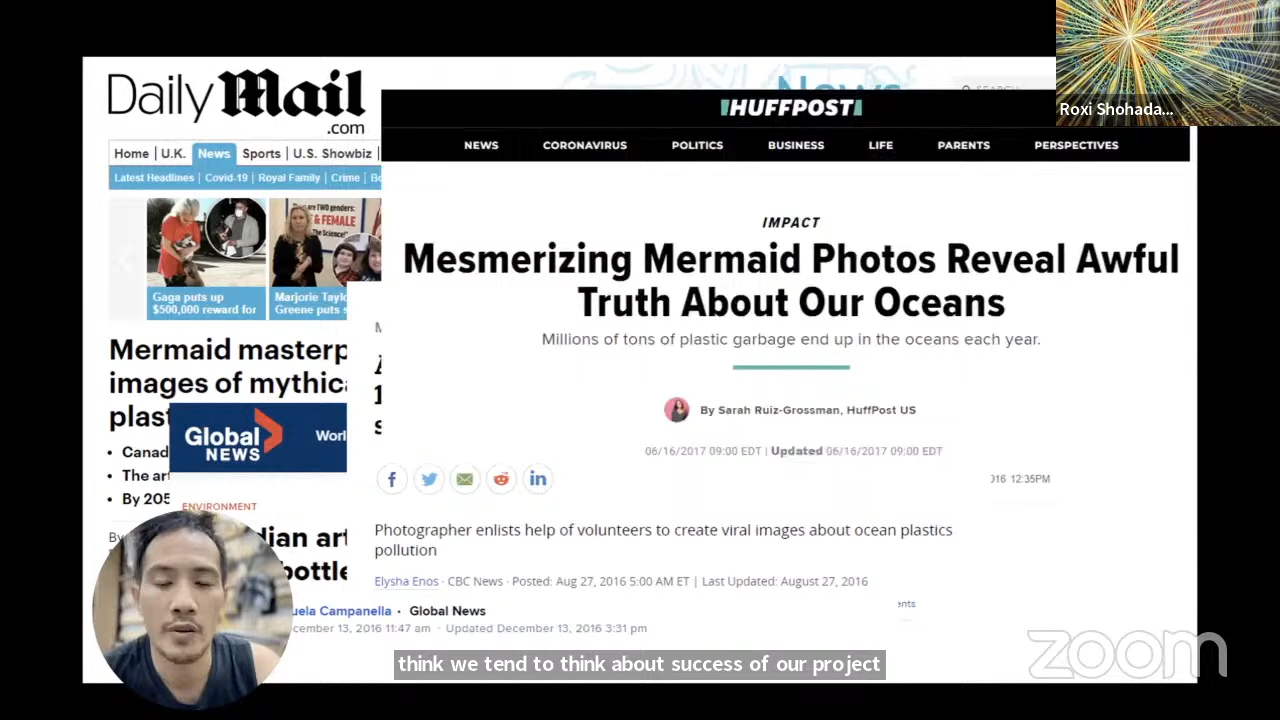 Daily Mail
.com
Home | U.K. News Sports | U.S. Showbiz |
Latest Headlines | Covid-19 | Royal Family | Crime |
Gaga puts up
$500,000 reward for
Marjorie Taylo
Greene puts
& FEMALE
Mermaid masterp
images of mythica
plast
• Canad
• The ar
• By 205
By
Global
NEWS
Worl
ENVIRONMENT
dian art
bottle
uela Campanella • Global News
cember 13, 2016 11:47 am · Updated December 13, 2016 3:31 pm
News
SEARCH
HUFFPOST
NEWS CORONAVIRUS POLITICS BUSINESS LIFE PARENTS PERSPECTIVES
IMPACT
Mesmerizing Mermaid Photos Reveal Awful
Truth About Our Oceans
Millions of tons of plastic garbage end up in the oceans each year.
By Sarah Ruiz-Grossman, HuffPost US
06/16/2017 09:00 EDT | Updated 06/16/2017 09:00 EDT
016 12:35PM
Photographer enlists help of volunteers to create viral images about ocean plastics
pollution
Elysha Enos · CBC News · Posted: Aug 27, 2016 5:00 AM ET | Last Updated: August 27, 2016
ents
think we tend to think about success of our project
Roxi Shohada...
zoom